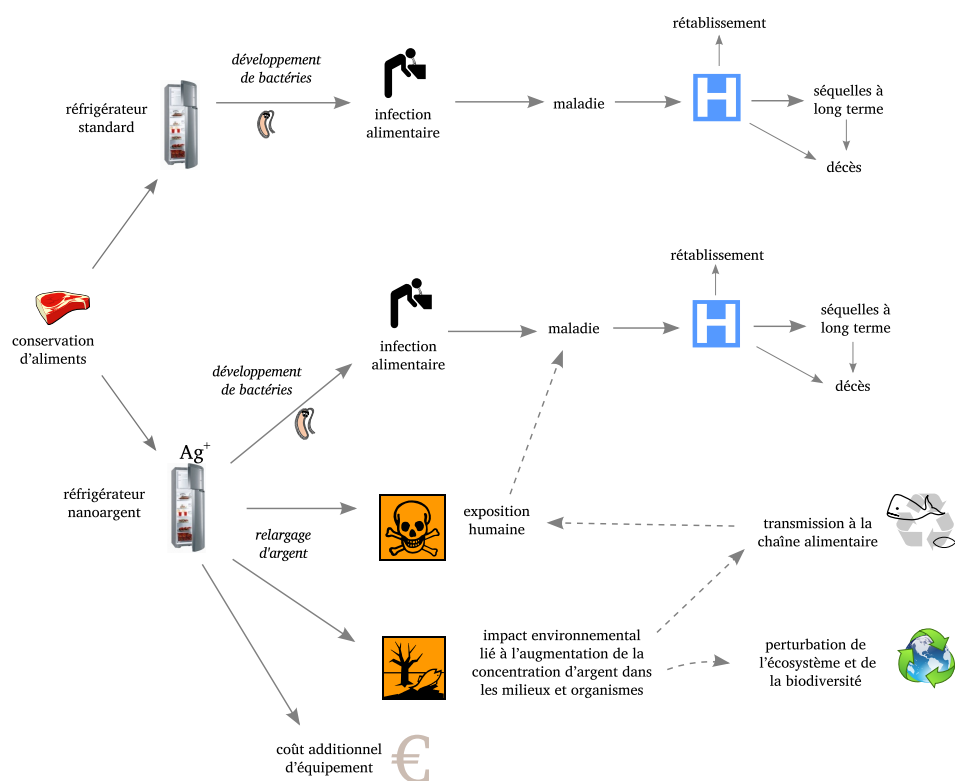 rétablissement
développement
de bactéries
réfrigérateur
standard
infection
alimentaire
maladie
H
séquelles à
long terme
décès
conservation
d’aliments
rétablissement
développement
de bactéries
infection
alimentaire
maladie
H
séquelles à
long terme
décès
Ag⁺
réfrigérateur
nanoargent
relargage
d'argent
exposition
humaine
transmission à la
chaîne alimentaire
impact environnemental
lié à l’augmentation de la
concentration d’argent dans
les milieux et organismes
perturbation de
l’écosystème et de
la biodiversité
coût additionnel
d’équipement
€